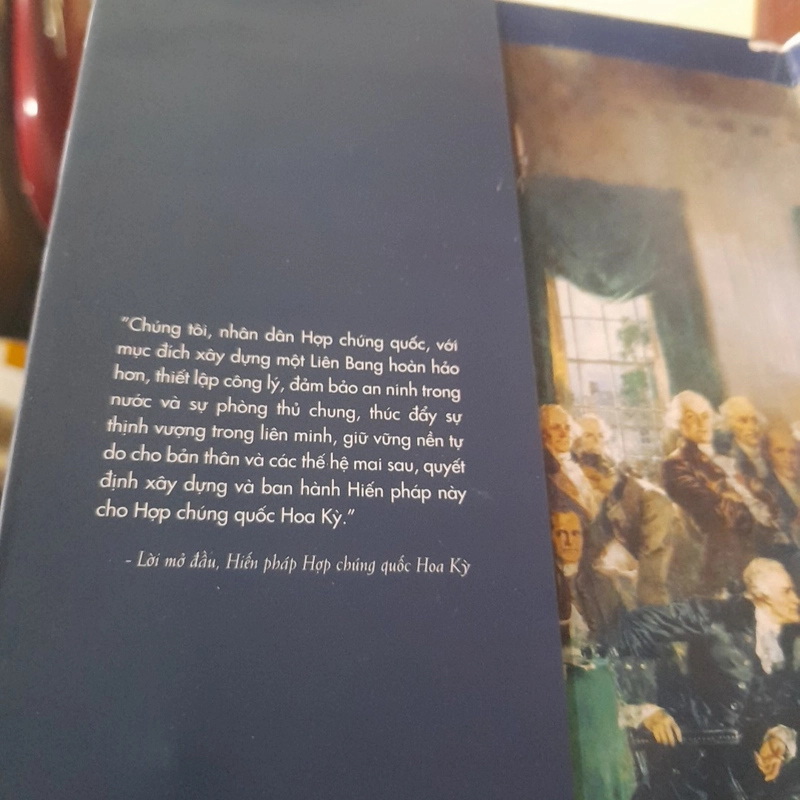 "Chúng tôi, nhân dân Hợp chúng quốc, với
mục đích xây dựng một Liên Bang hoàn hảo
hơn, thiết lập công lý, đảm bảo an ninh trong
nước và sự phòng thủ chung, thúc đẩy sự
thịnh vượng trong liên minh, giữ vững nền tự
do cho bản thân và các thế hệ mai sau, quyết
định xây dựng và ban hành Hiến pháp này
cho Hợp chúng quốc Hoa Kỳ."
- Lời mở đầu, Hiến pháp Hợp chúng quốc Hoa Kỳ